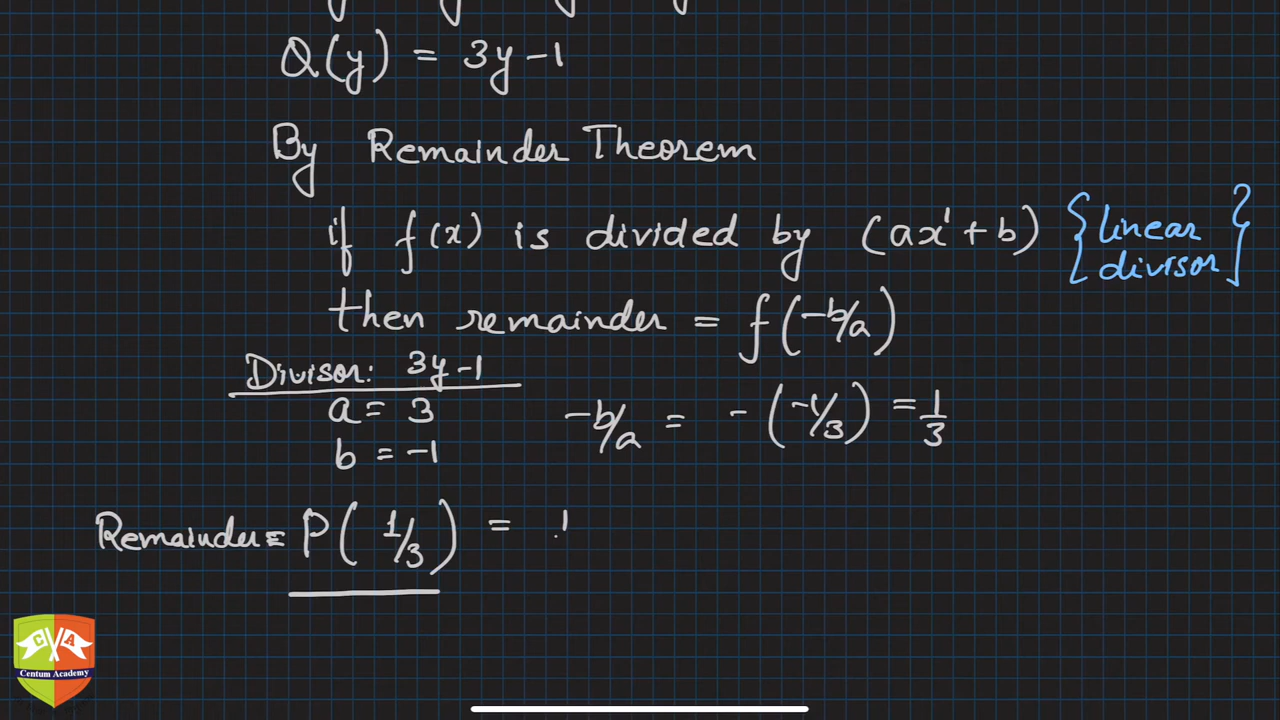 Q(y) = 3y-1
By Remainder Theorem
if f(x) is divided by (ax¹+b) {linear divisor}
then remainder = f(-b/a)
Divisor: 3y-1
a = 3
b = -1
-b/a = -(-1/3) = 1/3
Remainder = P(1/3) =
C A
Centum Academy